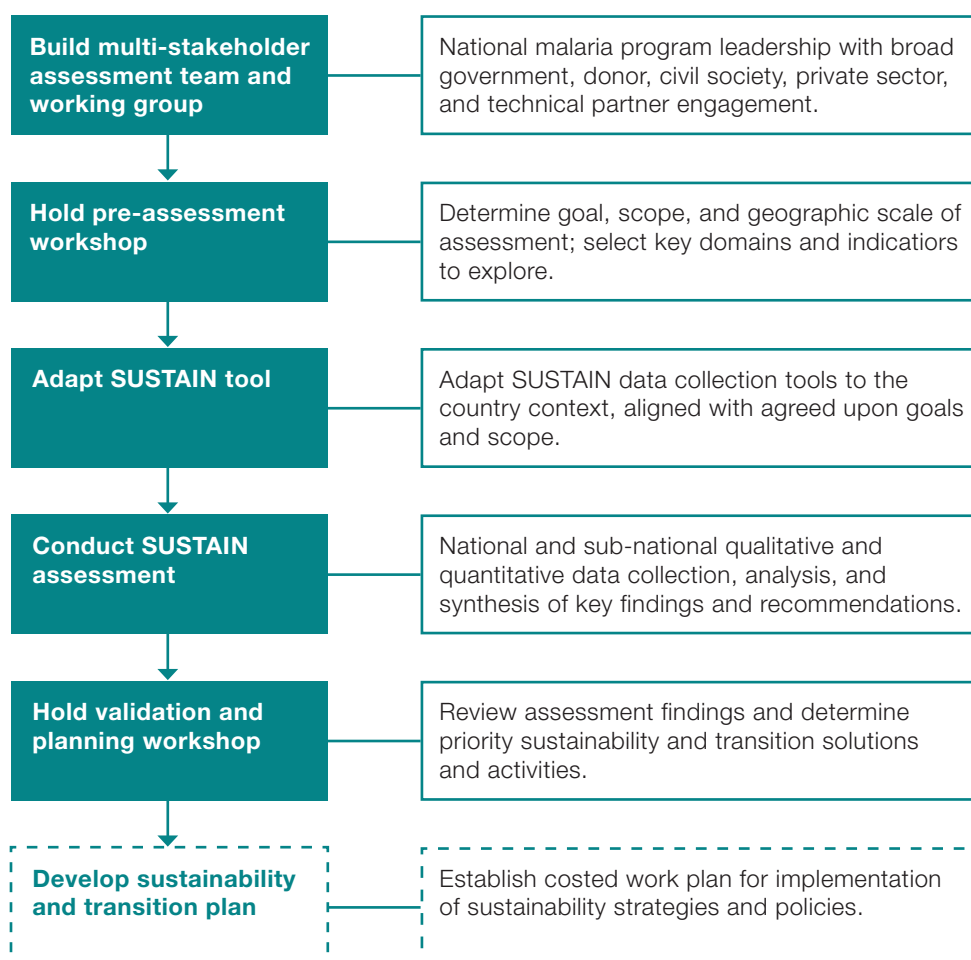 Build multi-stakeholder
assessment team and
working group
National malaria program leadership with broad
government, donor, civil society, private sector,
and technical partner engagement.
Hold pre-assessment
workshop
Determine goal, scope, and geographic scale of
assessment; select key domains and indicatiors
to explore.
Adapt SUSTAIN tool
Adapt SUSTAIN data collection tools to the
country context, aligned with agreed upon goals
and scope.
Conduct SUSTAIN
assessment
National and sub-national qualitative and
quantitative data collection, analysis, and
synthesis of key findings and recommendations.
Hold validation and
planning workshop
Review assessment findings and determine
priority sustainability and transition solutions
and activities.
Develop sustainability
and transition plan
Establish costed work plan for implementation
of sustainability strategies and policies.